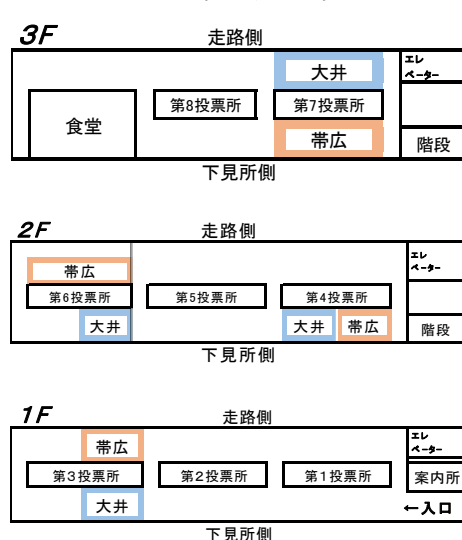 3F
走路側
大井
エレ
ベーター
第8投票所
第7投票所
食堂
帯広
階段
下見所側
2F
走路側
帯広
エレ
ベーター
第6投票所
第5投票所
第4投票所
大井
大井
帯広
階段
下見所側
1F
走路側
帯広
エレ
ベーター
第3投票所
第2投票所
第1投票所
案内所
大井
←入口
下見所側